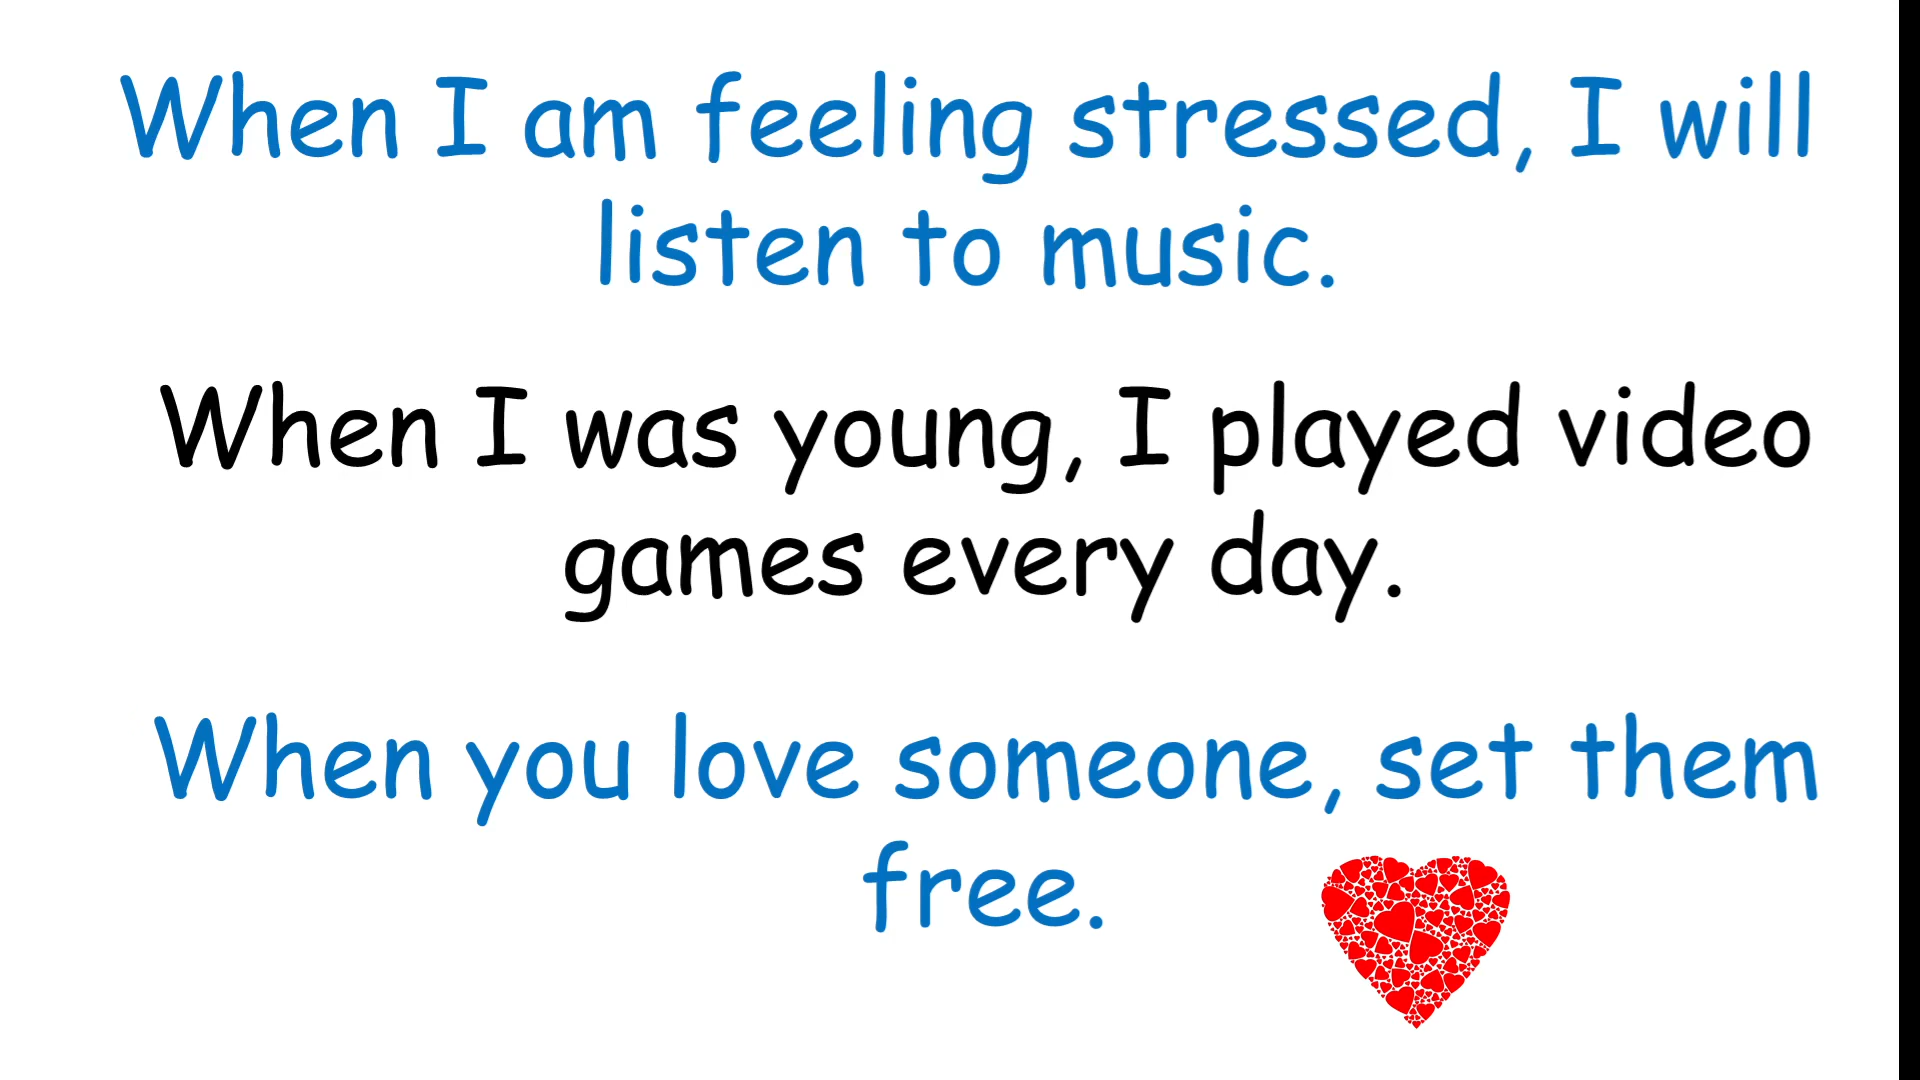 When I am feeling stressed, I will
listen to music.
When I was young, I played video
games every day.
When you love someone, set them
free.